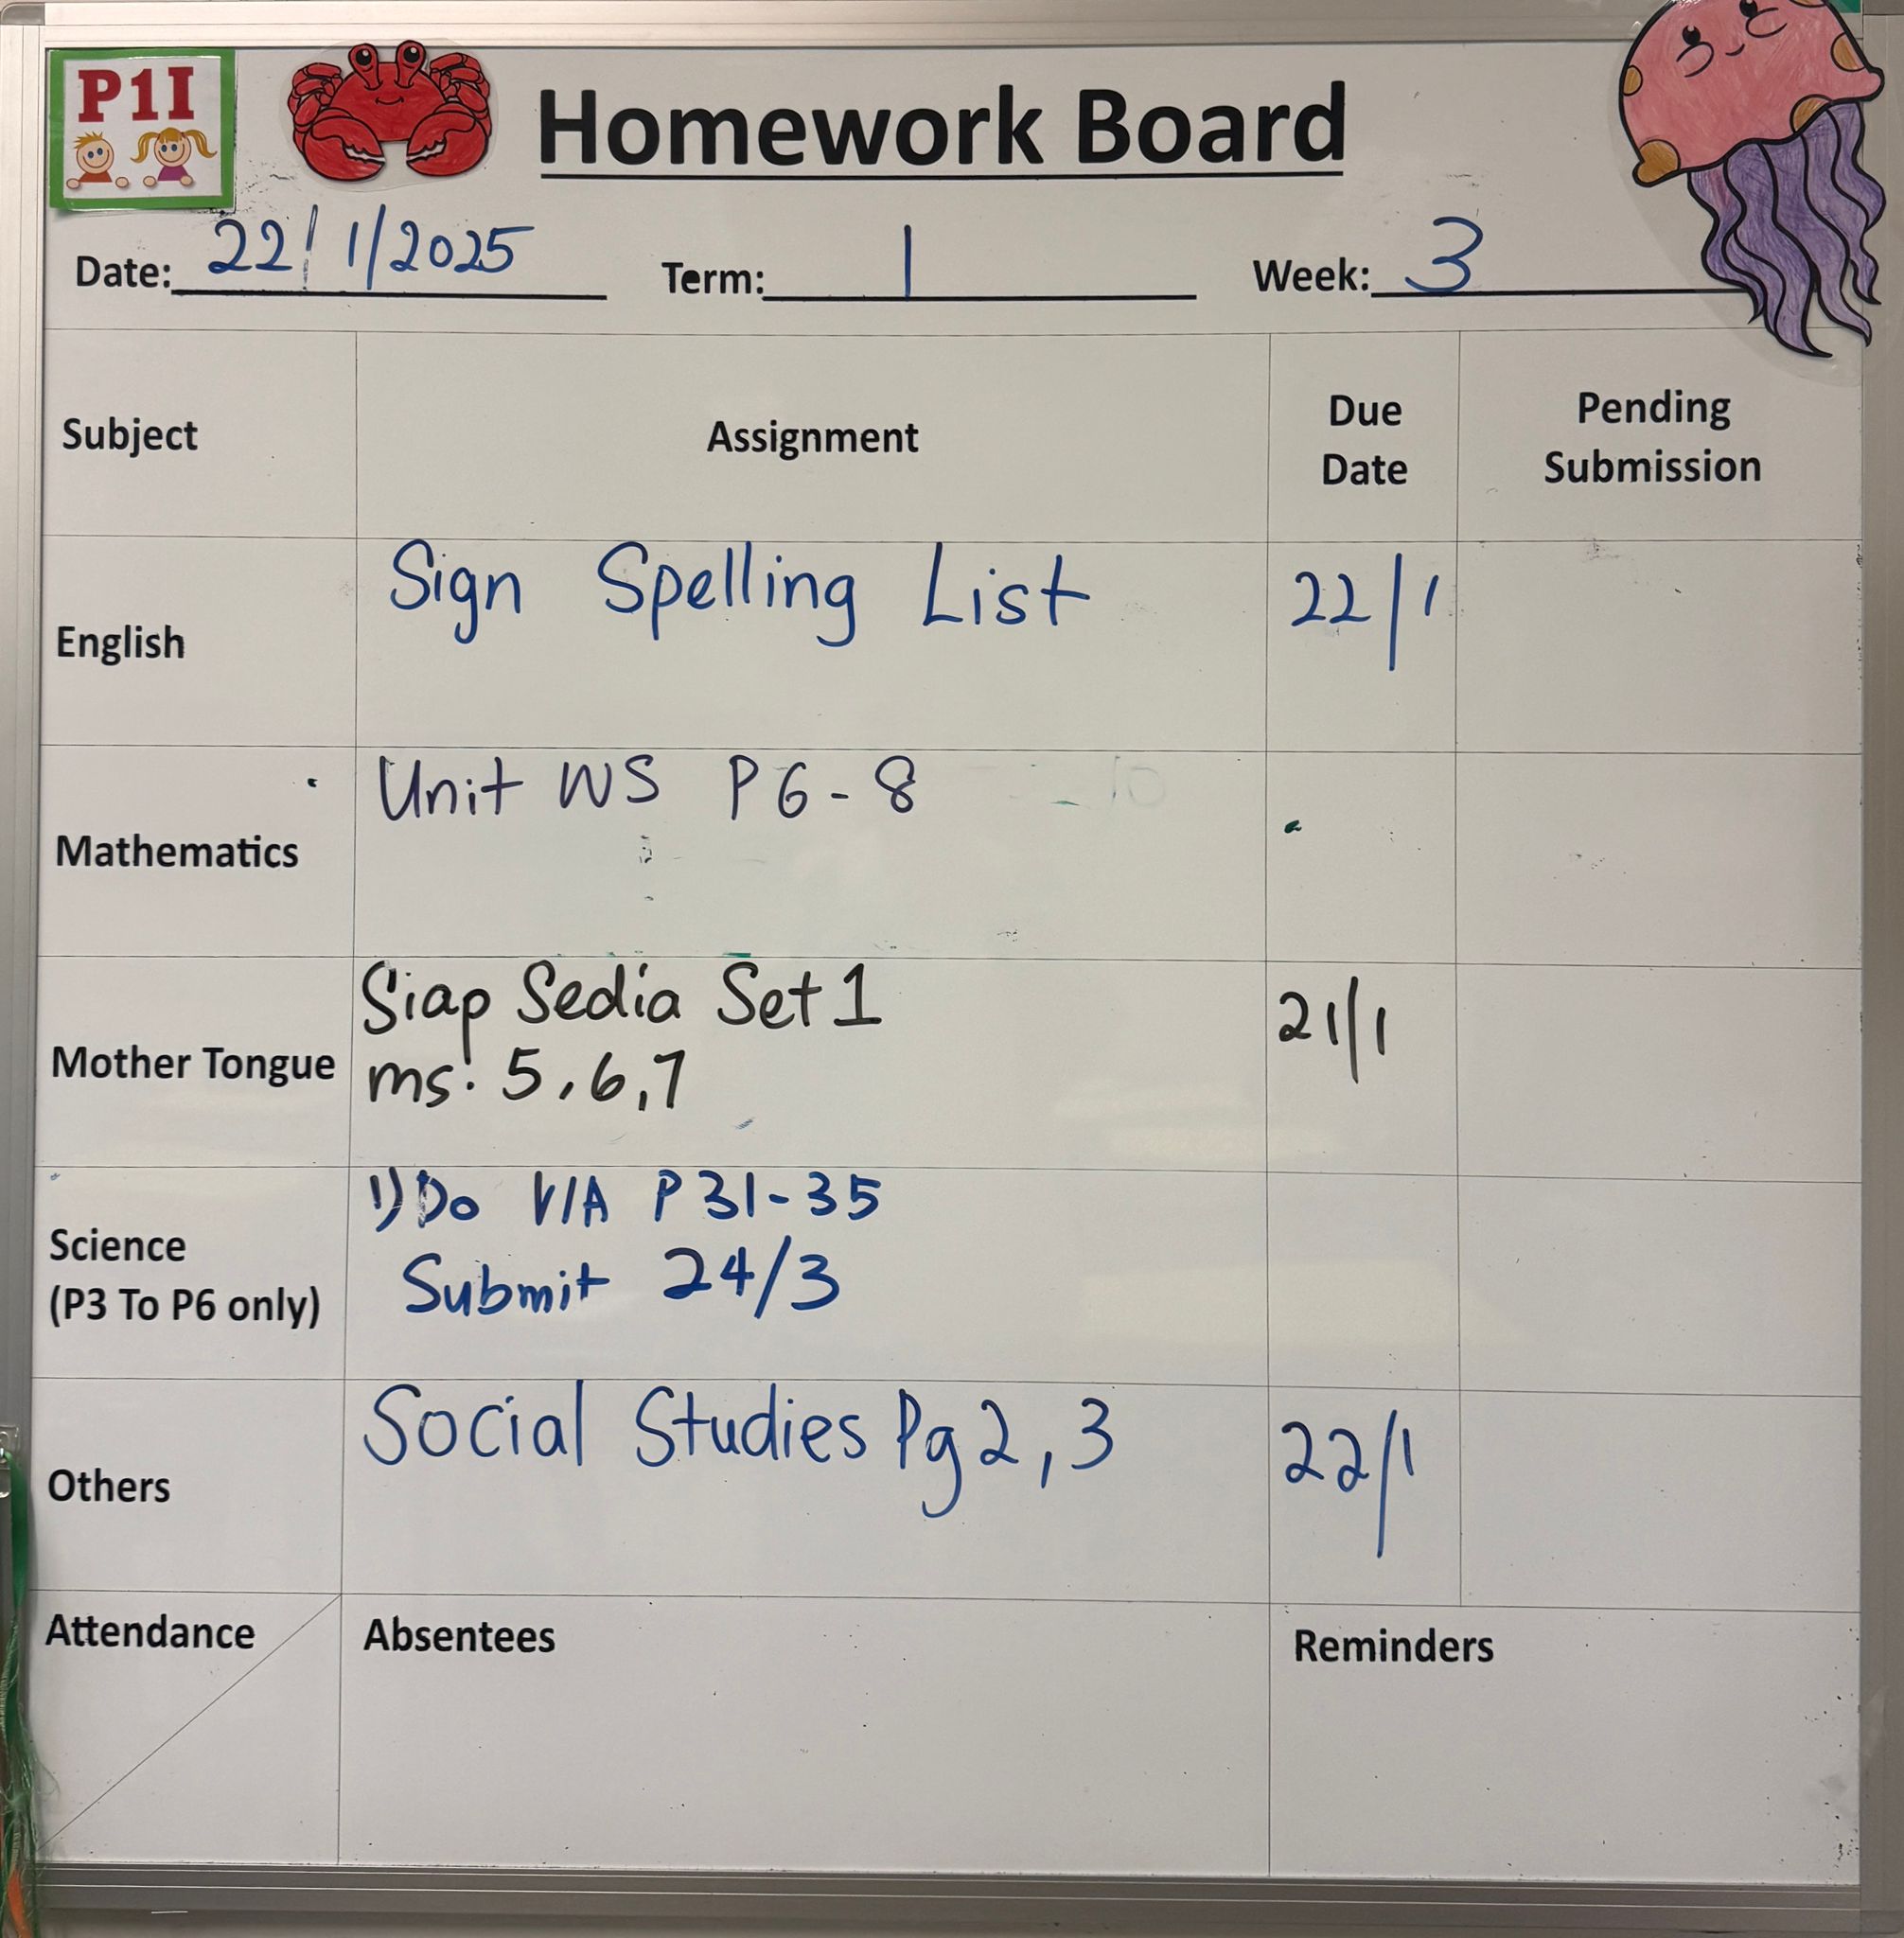 P1I
Homework Board
Date: 22/1/2025 Term: 1 Week: 3
Subject Assignment Due Date Pending Submission
English Sign Spelling List 22/1
Mathematics Unit WS P6-8
Mother Tongue Siap Sedia Set 1 21/1
ms: 5, 6, 7
Science (P3 To P6 only) 1) Do V/A P31-35
Submit 24/3
Others Social Studies Pg 2, 3 22/1
Attendance Absentees Reminders